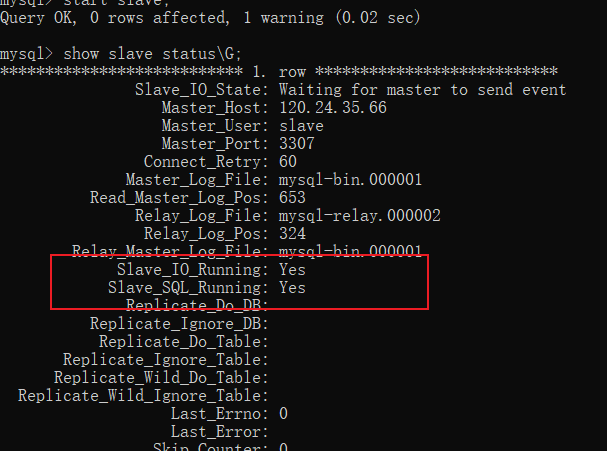 mysql> start slave;
Query OK, 0 rows affected, 1 warning (0.02 sec)
mysql> show slave status\G;
*************************** 1. row ***************************
Slave_IO_State: Waiting for master to send event
Master_Host: 120.24.35.66
Master_User: slave
Master_Port: 3307
Connect_Retry: 60
Master_Log_File: mysql-bin.000001
Read_Master_Log_Pos: 653
Relay_Log_File: mysql-relay.000002
Relay_Log_Pos: 324
Relay_Master_Log_File: mysql-bin.000001
Slave_IO_Running: Yes
Slave_SQL_Running: Yes
Replicate_Do_DB:
Replicate_Ignore_DB:
Replicate_Do_Table:
Replicate_Ignore_Table:
Replicate_Wild_Do_Table:
Replicate_Wild_Ignore_Table:
Last_Errno: 0
Last_Error:
Skip_Counter: 0